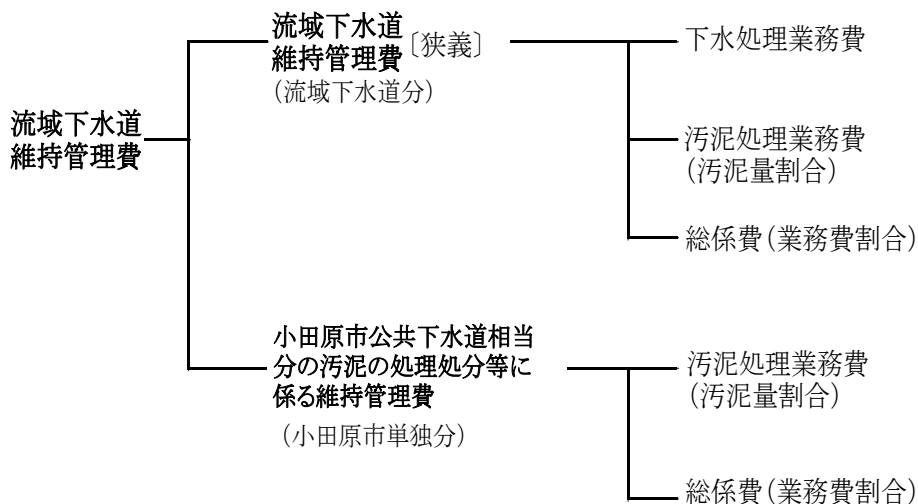 流域下水道
維持管理費
流域下水道
維持管理費〔狭義〕
(流域下水道分)
下水処理業務費
汚泥処理業務費
(汚泥量割合)
総係費(業務費割合)
小田原市公共下水道相当
分の汚泥の処理処分等に
係る維持管理費
(小田原市単独分)
汚泥処理業務費
(汚泥量割合)
総係費(業務費割合)